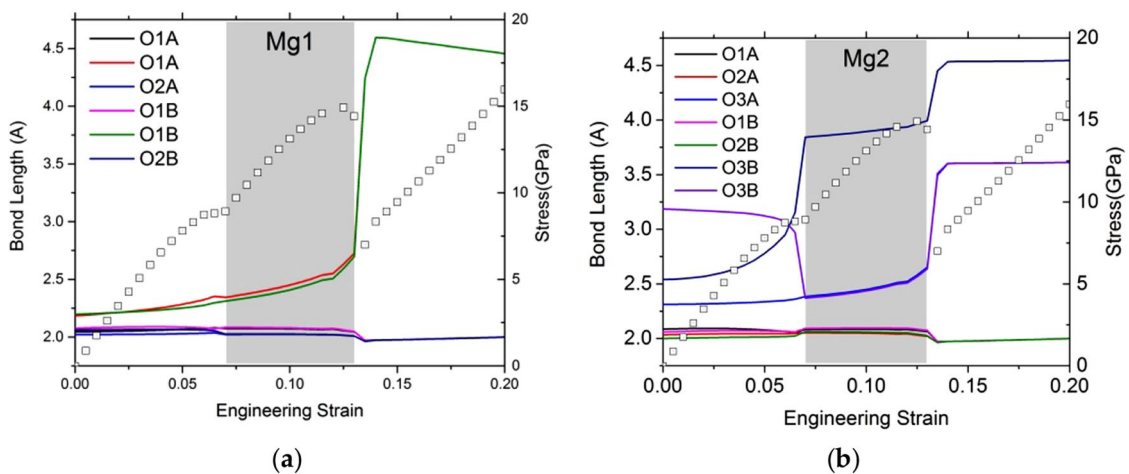 Mg1
O1A
O1A
O2A
O1B
O1B
O2B
Bond Length (A)
4.5
4.0
3.5
3.0
2.5
2.0
20
15
10
5
0
Stress(GPa)
0.00 0.05 0.10 0.15 0.20
Engineering Strain
(a)
Mg2
O1A
O2A
O3A
O1B
O2B
O3B
O3B
Bond Length (A)
4.5
4.0
3.5
3.0
2.5
2.0
20
15
10
5
0
Stress(GPa)
0.00 0.05 0.10 0.15 0.20
Engineering Strain
(b)